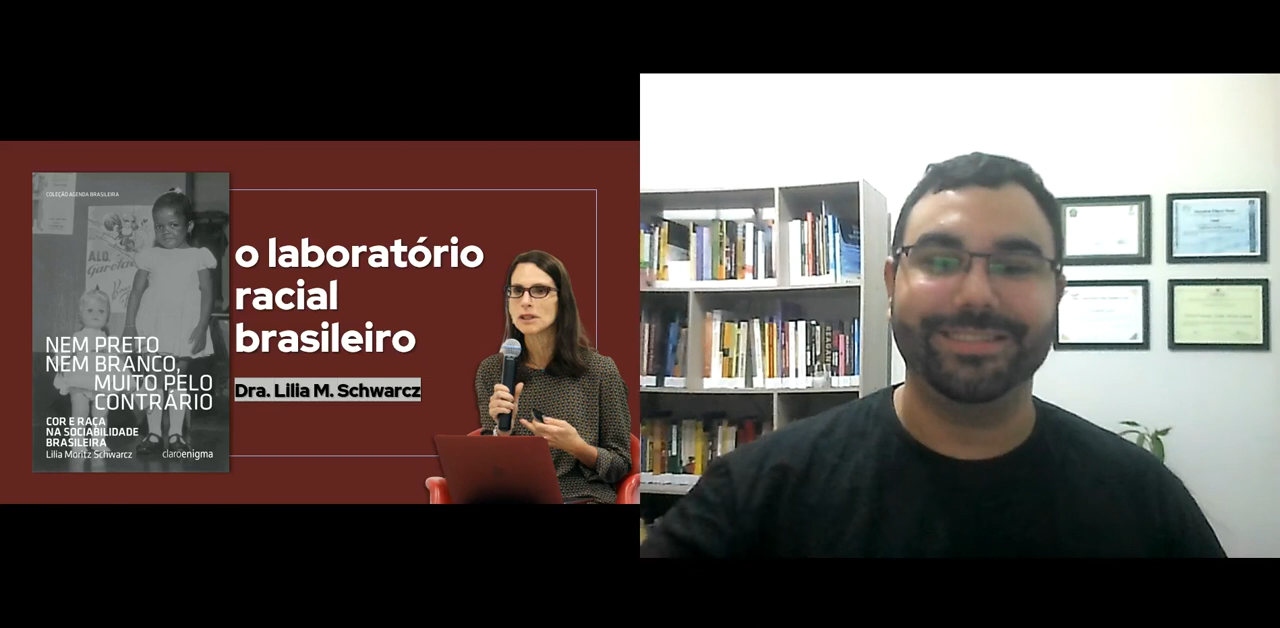 COLEÇÃO AGENDA BRASILEIRA
NEM PRETO
NEM BRANCO,
MUITO PELO
CONTRÁRIO
COR E RAÇA
NA SOCIABILIDADE
BRASILEIRA
Lilia Moritz Schwarcz
claroenigma
o laboratório
racial
brasileiro
Dra. Lilia M. Schwarcz